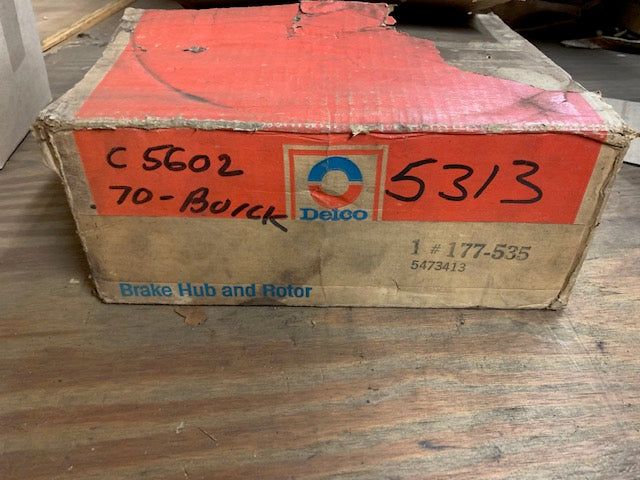 C 5602
70-Buick
Delco
5313
1 # 177-535
5473413
Brake Hub and Rotor